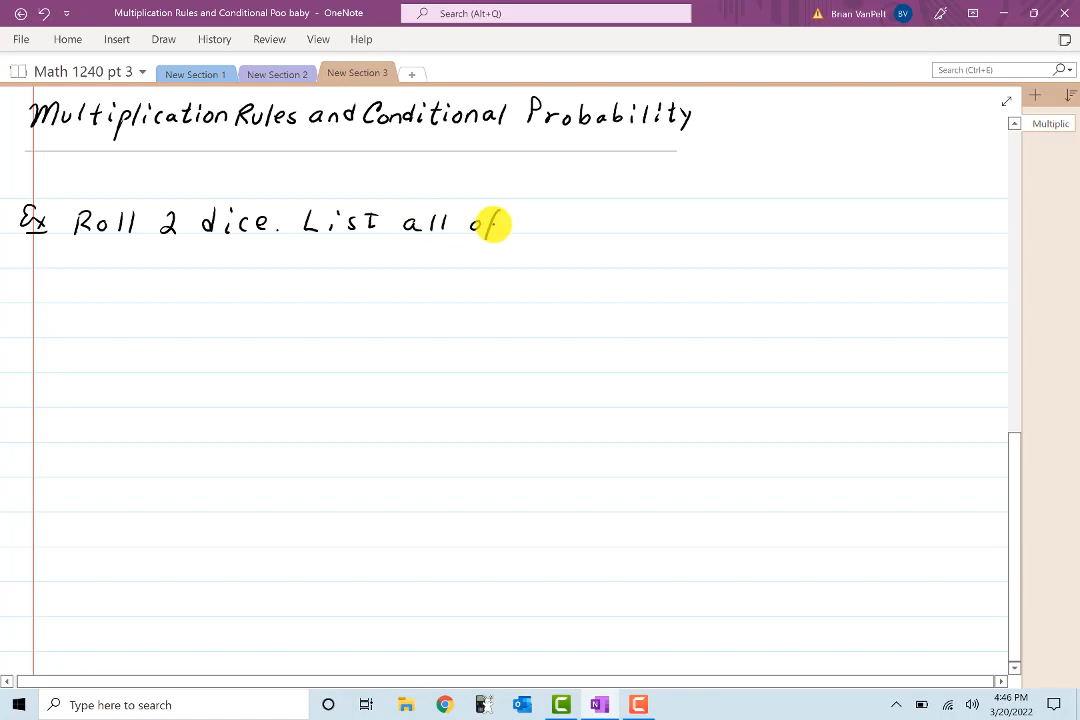 Multiplication Rules and Conditional Poo baby - OneNote
Search (Alt+Q)
Brian VanPelt
BV
File Home Insert Draw History Review View Help
Math 1240 pt 3
New Section 1
New Section 2
New Section 3
Search (Ctrl+E)
Multiplic
Multiplication Rules and Conditional Probability
Ex Roll 2 dice. List all of
Type here to search
4:46 PM
3/20/2022